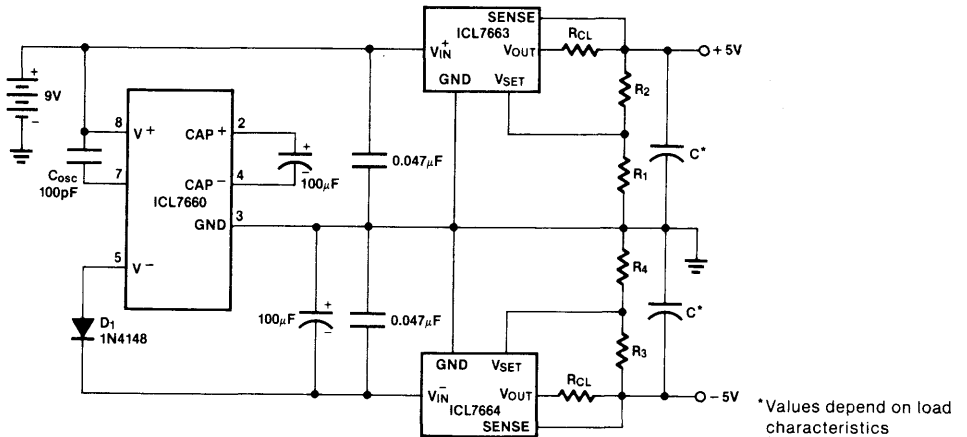 SENSE
ICL7663
V+IN
VOUT
RCL
+5V
GND
VSET
R2
+
9V
−
8
V+
CAP+
2
+
−
100µF
0.047µF
R1
C*
COSC
100pF
7
CAP−
4
ICL7660
GND
3
5
V−
R4
D1
1N4148
100µF
+
−
0.047µF
C*
R3
GND
VSET
V−IN
VOUT
RCL
−5V
ICL7664
SENSE
*Values depend on load
characteristics